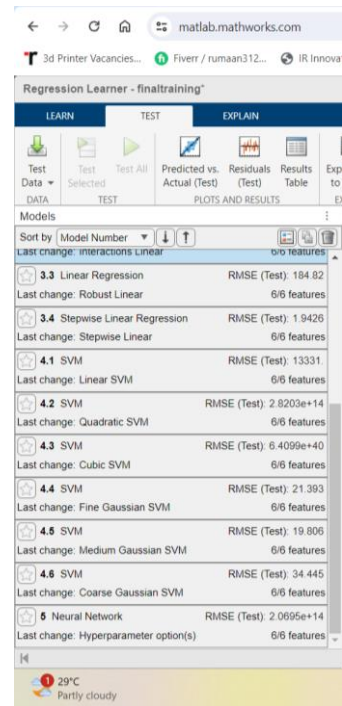 matlab.mathworks.com
3d Printer Vacancies... Fiverr / rumaan312... IR Innova
Regression Learner - finaltraining*
LEARN TEST EXPLAIN
Test Data Test Selected Test All Predicted vs. Actual (Test) Residuals (Test) Results Table
DATA TEST PLOTS AND RESULTS
Models
Sort by Model Number
Last change: Interactions Linear 6/6 features
3.3 Linear Regression RMSE (Test): 184.82
Last change: Robust Linear 6/6 features
3.4 Stepwise Linear Regression RMSE (Test): 1.9426
Last change: Stepwise Linear 6/6 features
4.1 SVM RMSE (Test): 13331.
Last change: Linear SVM 6/6 features
4.2 SVM RMSE (Test): 2.8203e+14
Last change: Quadratic SVM 6/6 features
4.3 SVM RMSE (Test): 6.4099e+40
Last change: Cubic SVM 6/6 features
4.4 SVM RMSE (Test): 21.393
Last change: Fine Gaussian SVM 6/6 features
4.5 SVM RMSE (Test): 19.806
Last change: Medium Gaussian SVM 6/6 features
4.6 SVM RMSE (Test): 34.445
Last change: Coarse Gaussian SVM 6/6 features
5 Neural Network RMSE (Test): 2.0695e+14
Last change: Hyperparameter option(s) 6/6 features
1 29°C
Partly cloudy